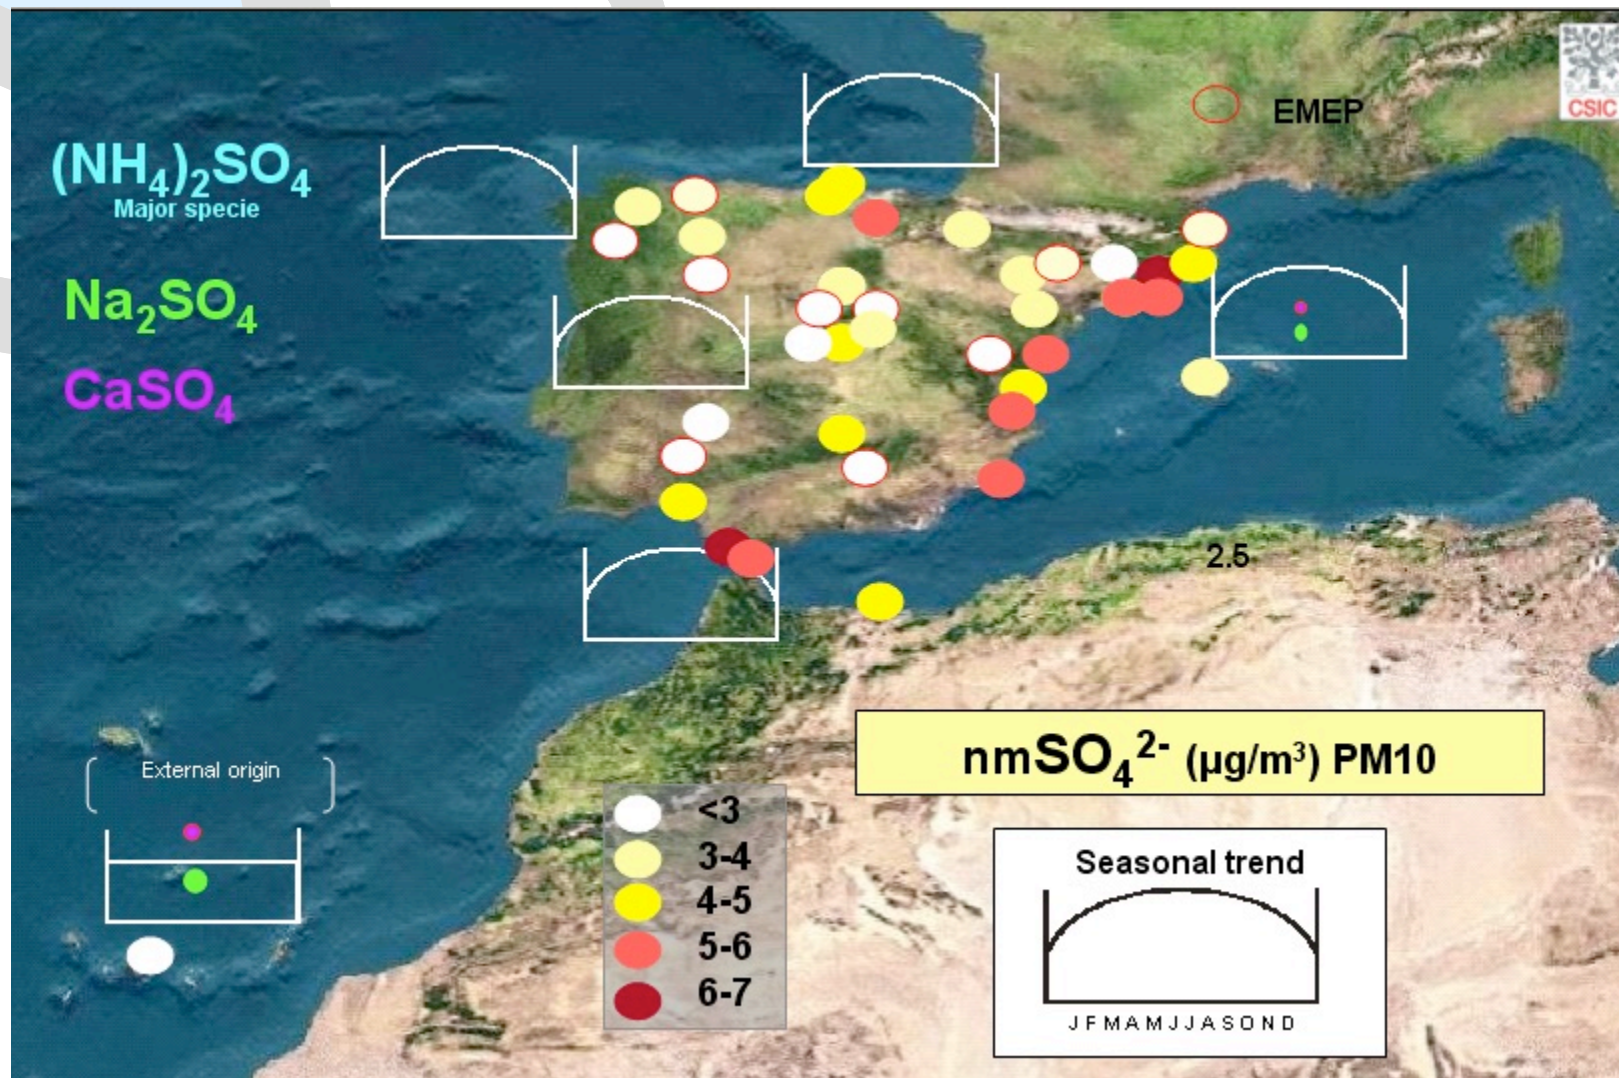 CSIC
EMEP
(NH₄)₂SO₄
Major specie
Na₂SO₄
CaSO₄
2.5
nmSO₄²⁻ (µg/m³) PM10
External origin
<3
3-4
4-5
5-6
6-7
Seasonal trend
J F M A M J J A S O N D